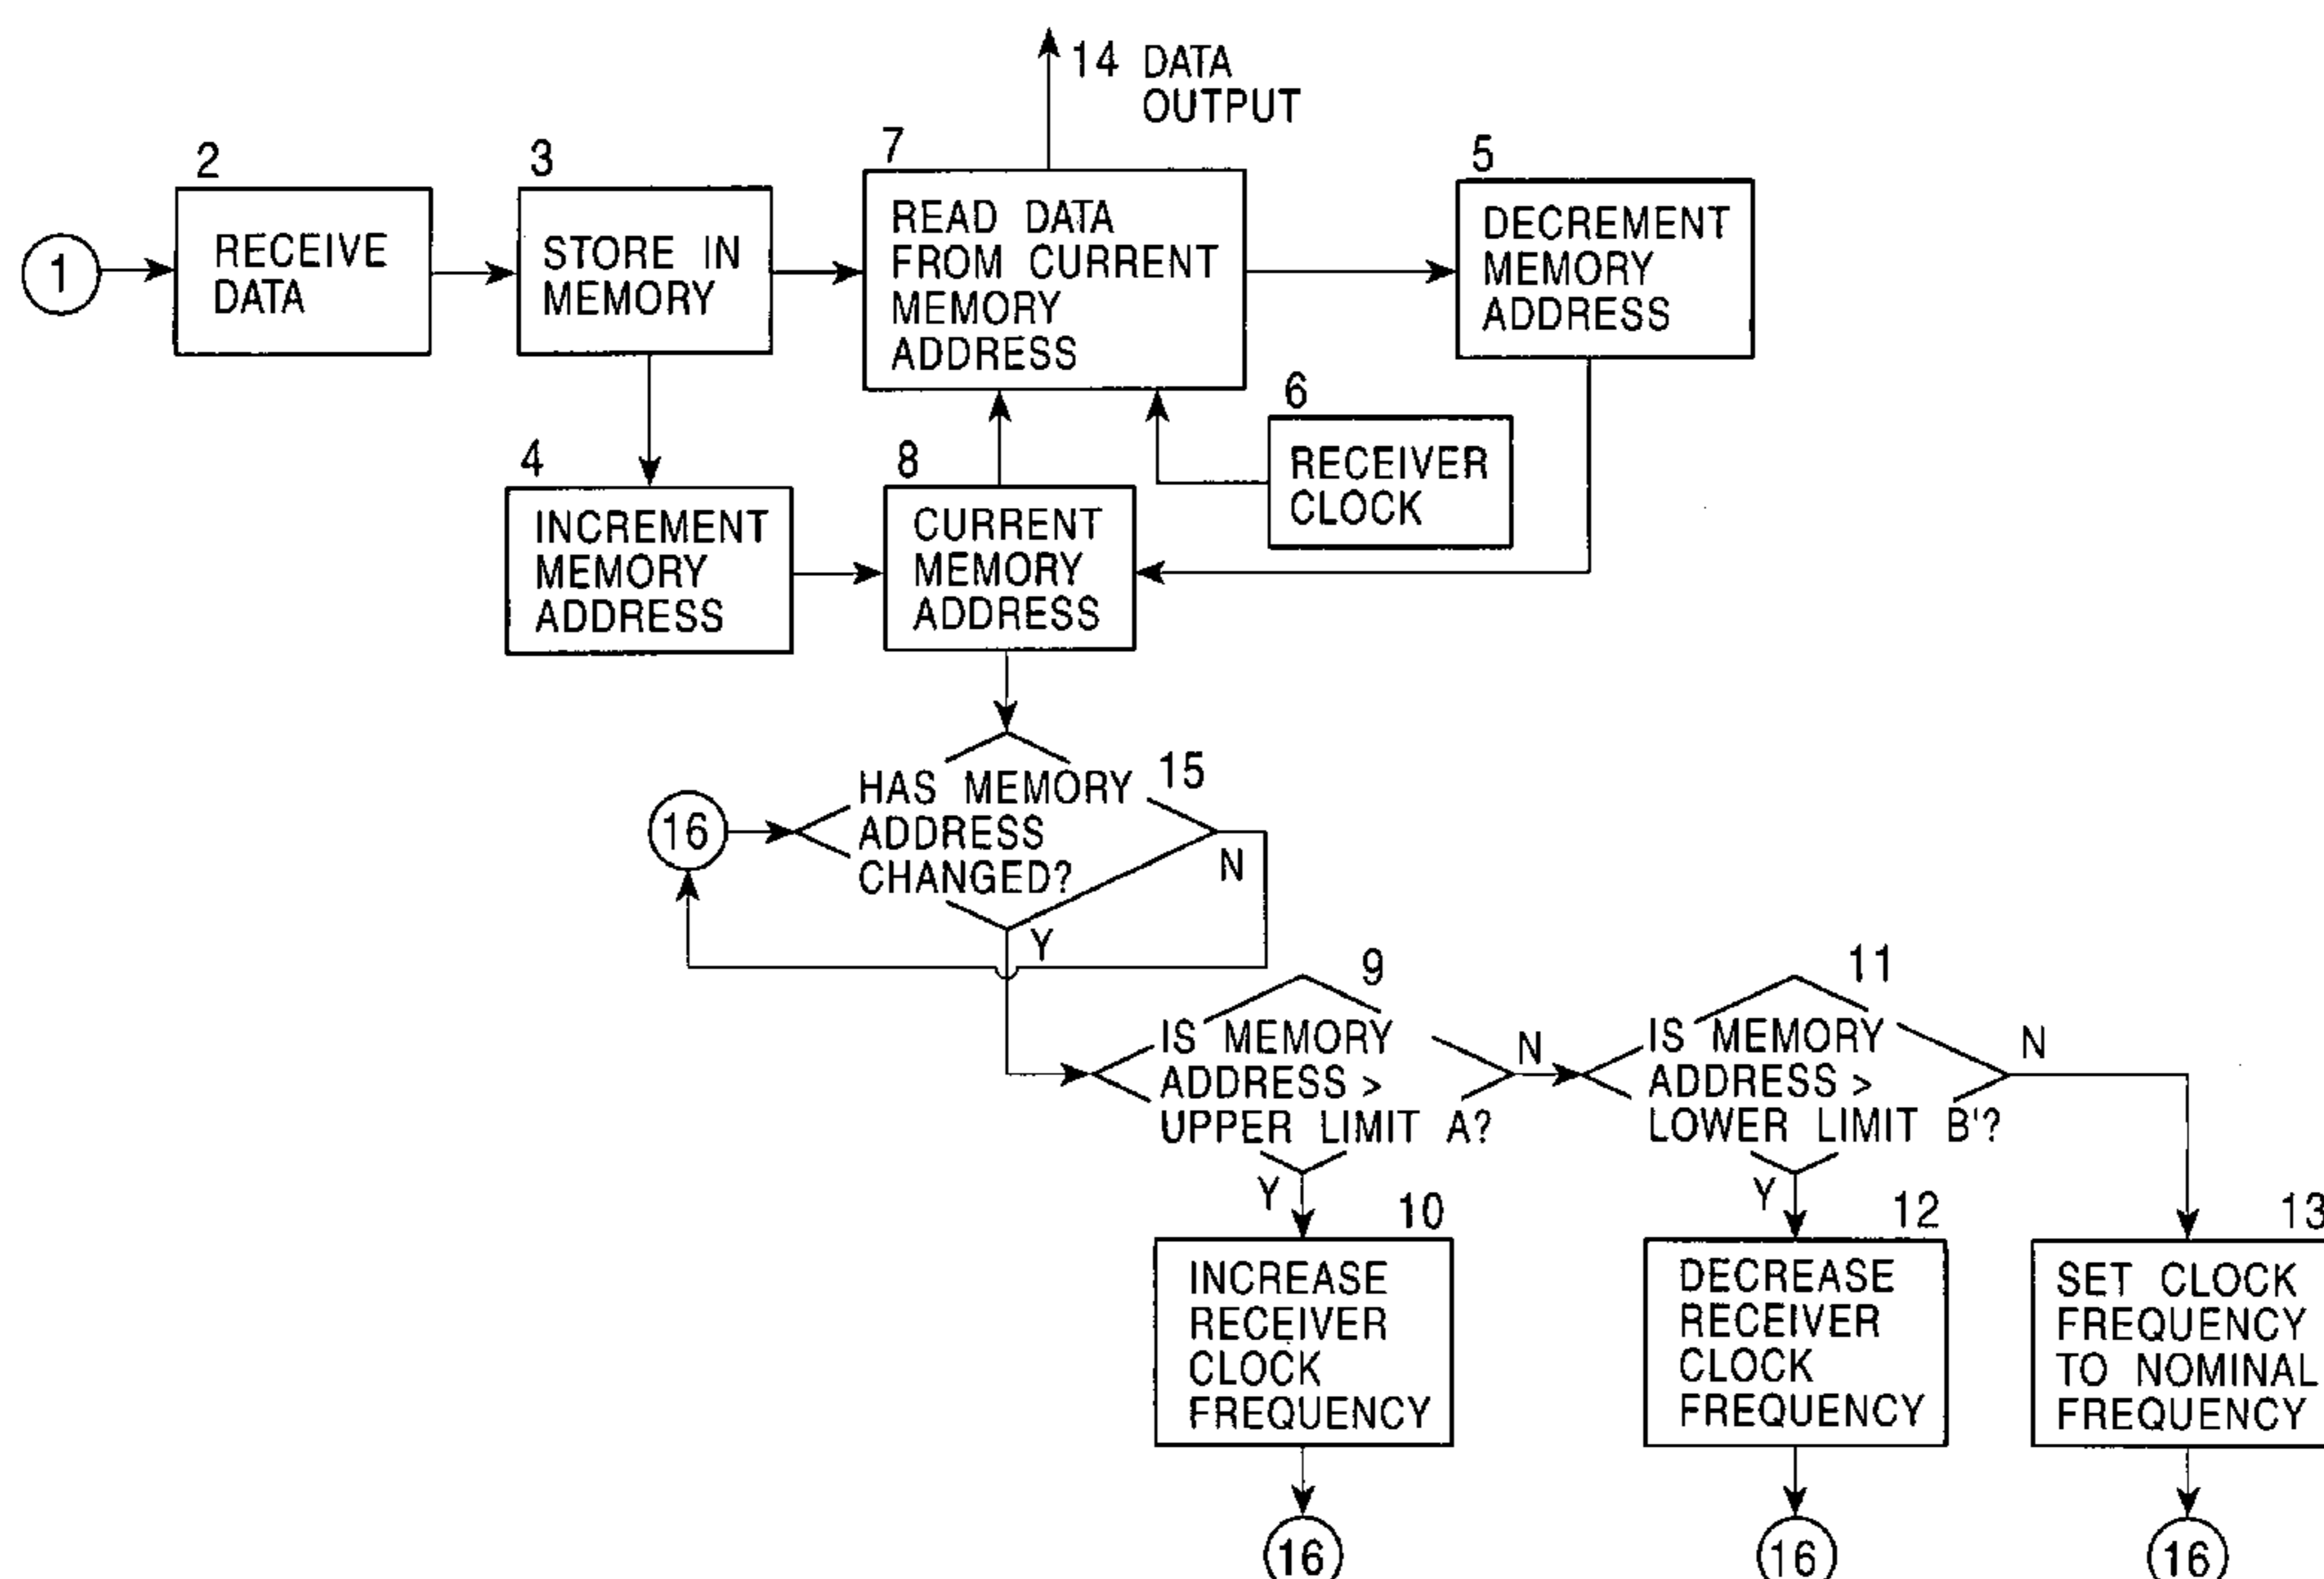 14 DATA
OUTPUT
1
2
RECEIVE
DATA
3
STORE IN
MEMORY
7
READ DATA
FROM CURRENT
MEMORY
ADDRESS
5
DECREMENT
MEMORY
ADDRESS
6
RECEIVER
CLOCK
4
INCREMENT
MEMORY
ADDRESS
8
CURRENT
MEMORY
ADDRESS
16
15
HAS MEMORY
ADDRESS
CHANGED?
N
Y
9
IS MEMORY
ADDRESS >
UPPER LIMIT A?
N
Y
11
IS MEMORY
ADDRESS >
LOWER LIMIT B'?
N
Y
10
INCREASE
RECEIVER
CLOCK
FREQUENCY
12
DECREASE
RECEIVER
CLOCK
FREQUENCY
13
SET CLOCK
FREQUENCY
TO NOMINAL
FREQUENCY
16
16
16